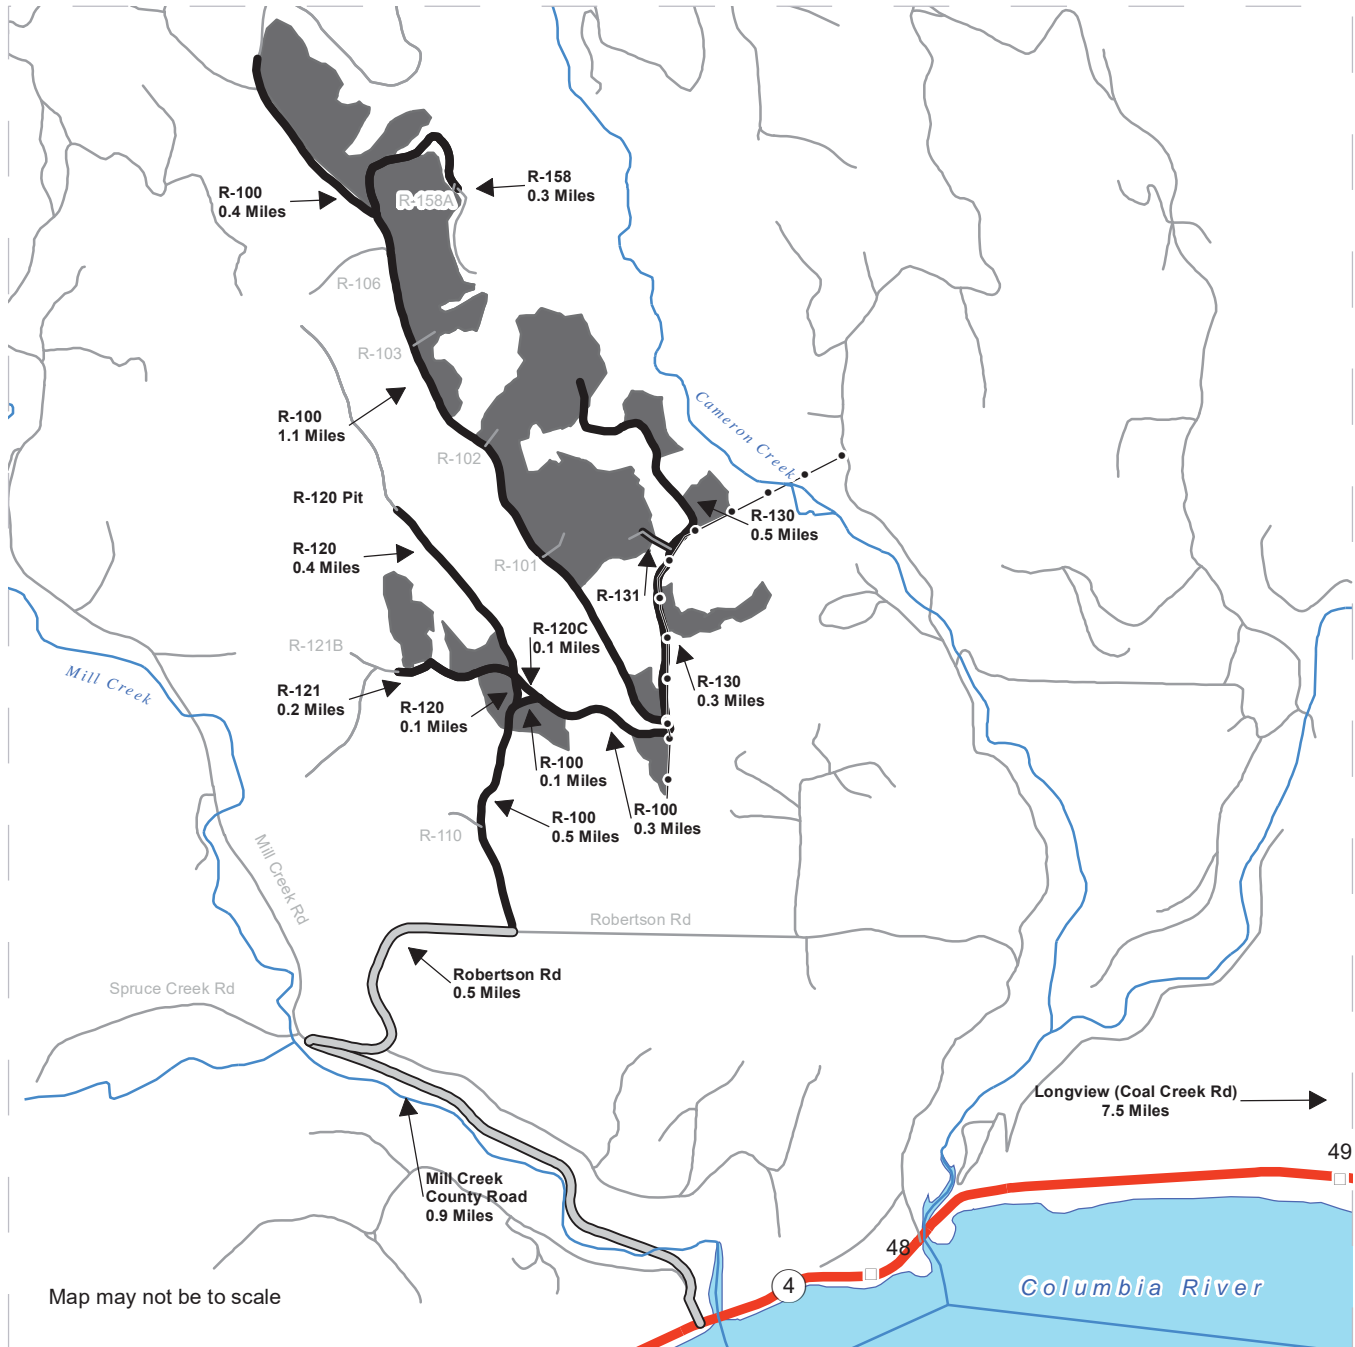 R-158
0.3 Miles
R-100
0.4 Miles
R-158A
R-106
R-103
R-100
1.1 Miles
Cameron Creek
R-102
R-120 Pit
R-130
0.5 Miles
R-120
0.4 Miles
R-101
R-131
R-120C
0.1 Miles
R-121B
Mill Creek
R-121
0.2 Miles
R-130
0.3 Miles
R-120
0.1 Miles
R-100
0.1 Miles
R-100
0.3 Miles
R-100
0.5 Miles
R-110
Mill Creek Rd
Robertson Rd
Robertson Rd
0.5 Miles
Spruce Creek Rd
Longview (Coal Creek Rd)
7.5 Miles
49
Mill Creek
County Road
0.9 Miles
48
4
Columbia River
Map may not be to scale